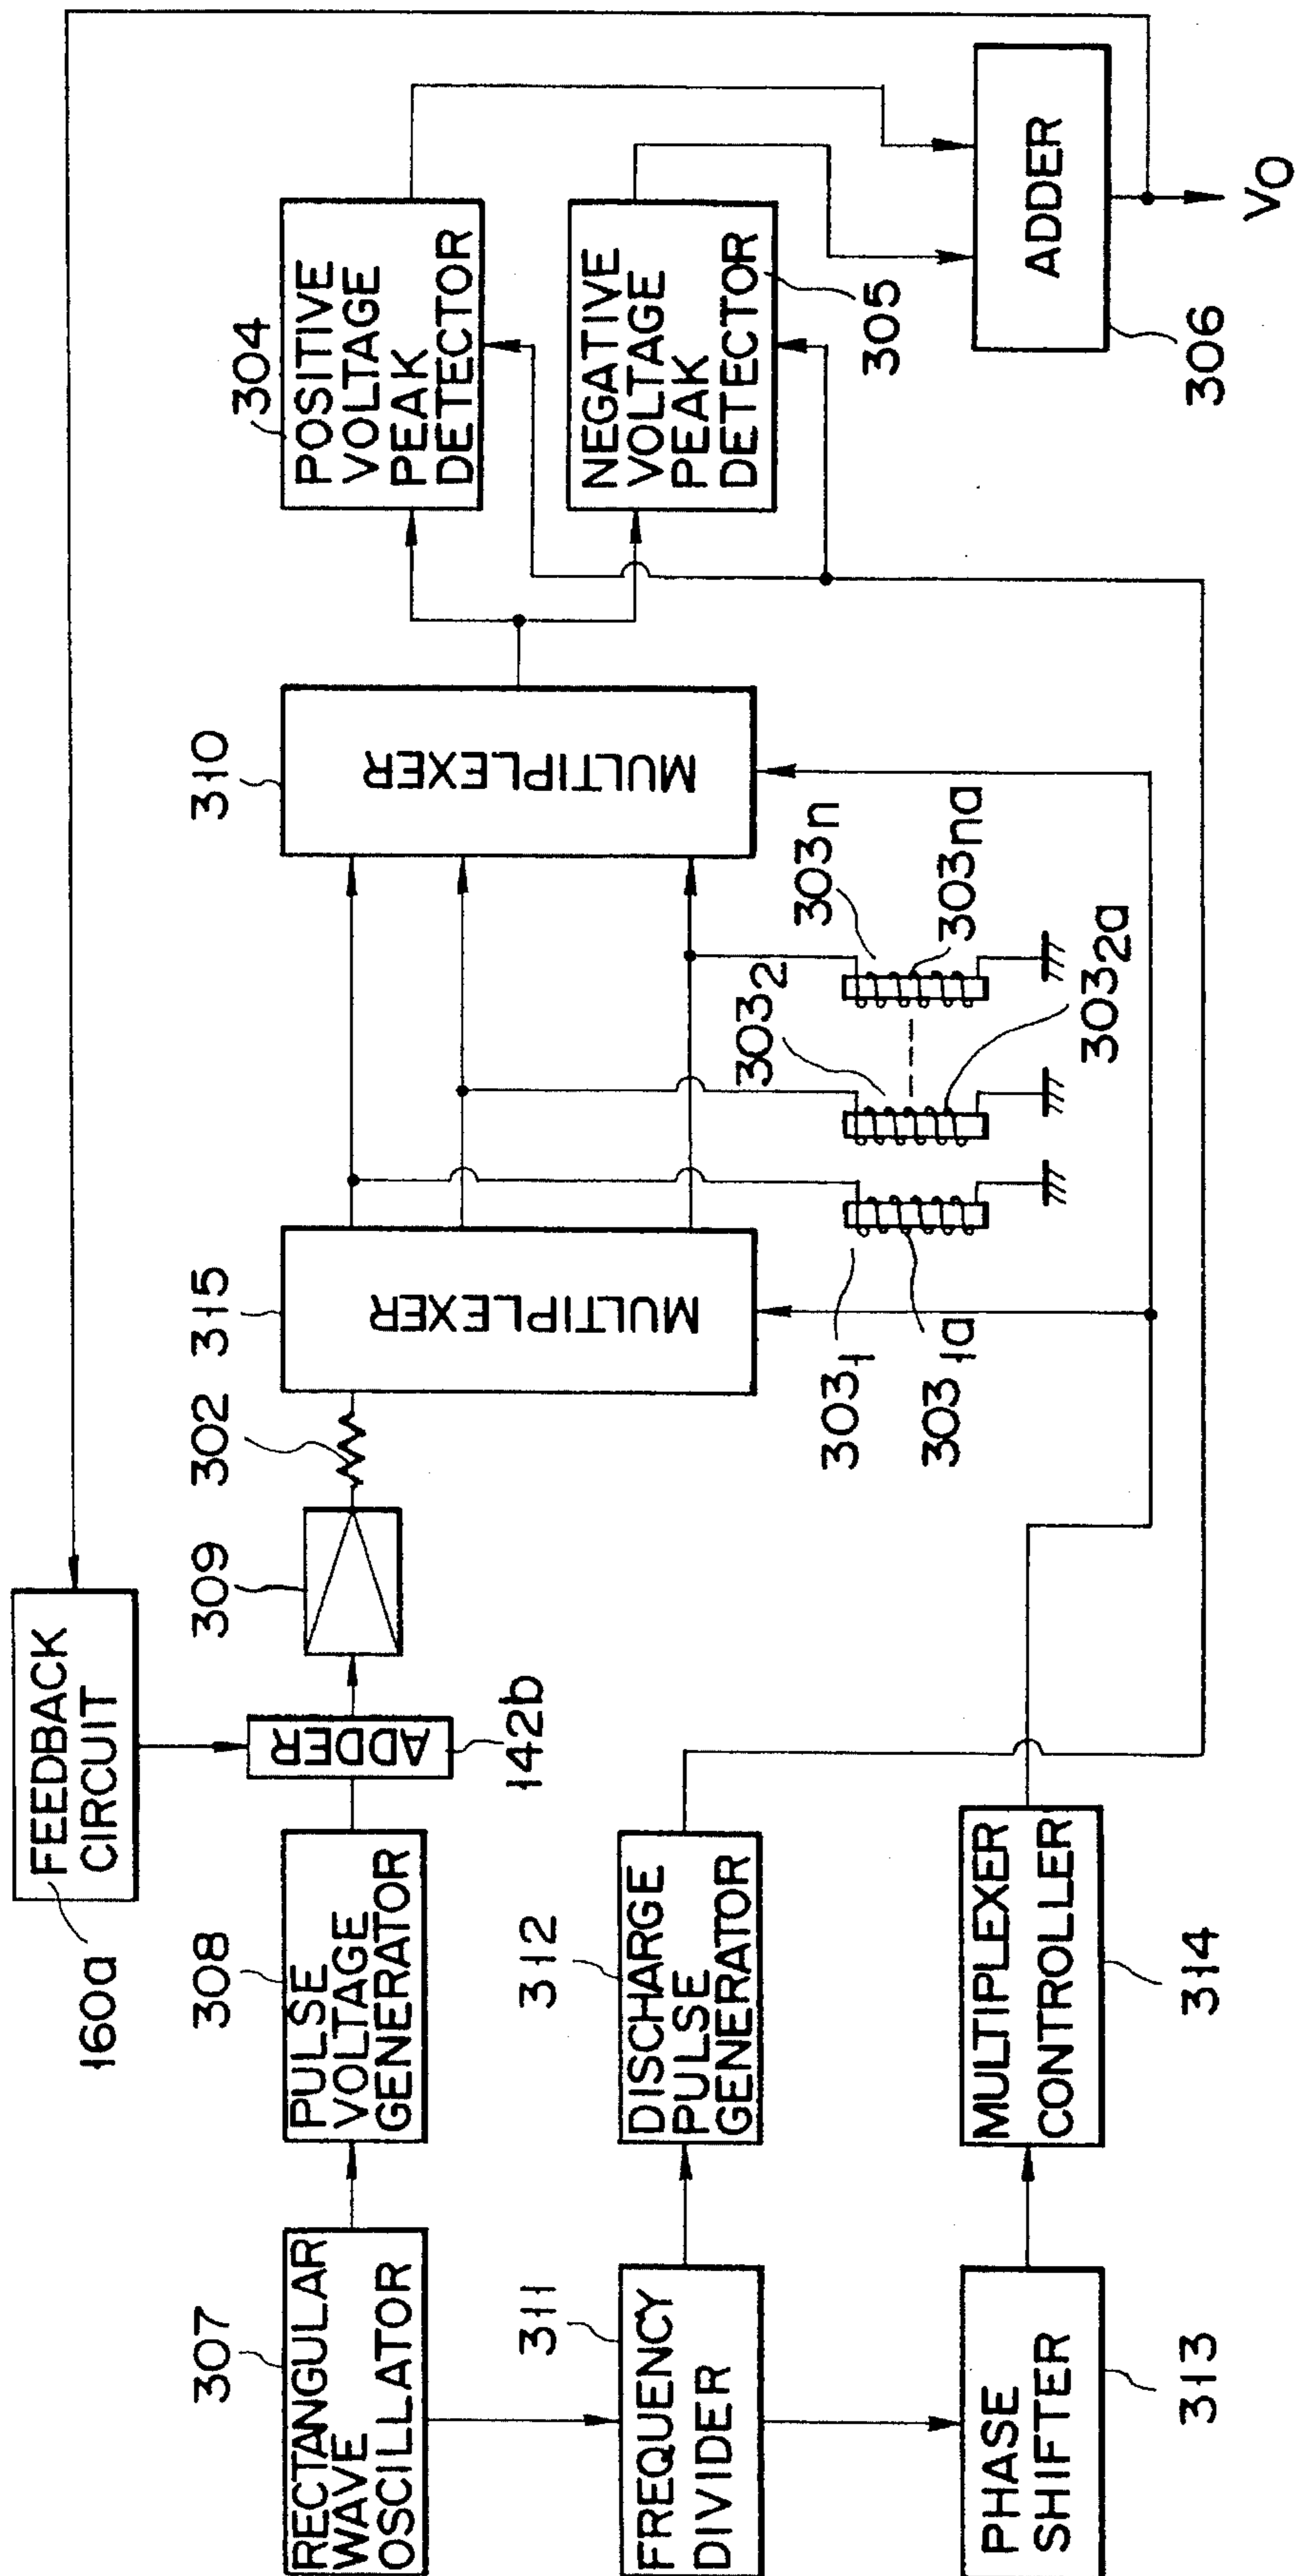 160a
FEEDBACK
CIRCUIT
307
RECTANGULAR
WAVE
OSCILLATOR
308
PULSE
VOLTAGE
GENERATOR
ADDER
142b
309
302
315
MULTIPLEXER
310
MULTIPLEXER
304
POSITIVE
VOLTAGE
PEAK
DETECTOR
NEGATIVE
VOLTAGE
PEAK
DETECTOR
305
ADDER
306
VO
303₁
303₁a
303₂
303₂a
303n
303na
311
FREQUENCY
DIVIDER
312
DISCHARGE
PULSE
GENERATOR
PHASE
SHIFTER
313
MULTIPLEXER
CONTROLLER
314